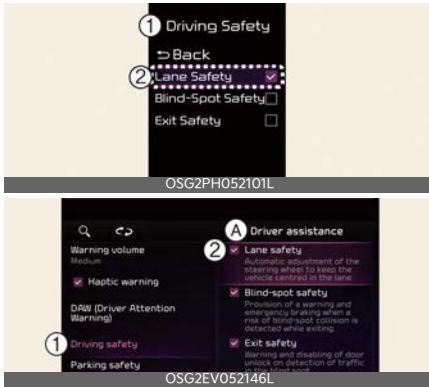 1 Driving Safety
Back
2 Lane Safety
Blind-Spot Safety
Exit Safety
OSG2PH052101L
A Driver assistance
Warning volume
Medium
2 Lane safety
Automatic adjustment of the
steering wheel to keep the
vehicle centred in the lane
Haptic warning
Blind-spot safety
Provision of a warning and
emergency braking when a
risk of blind-spot collision is
detected while exiting.
DAW (Driver Attention
Warning)
1 Driving safety
Exit safety
Warning and disabling of door
unlock on detection of traffic
in the blind spot
Parking safety
OSG2EV052146L